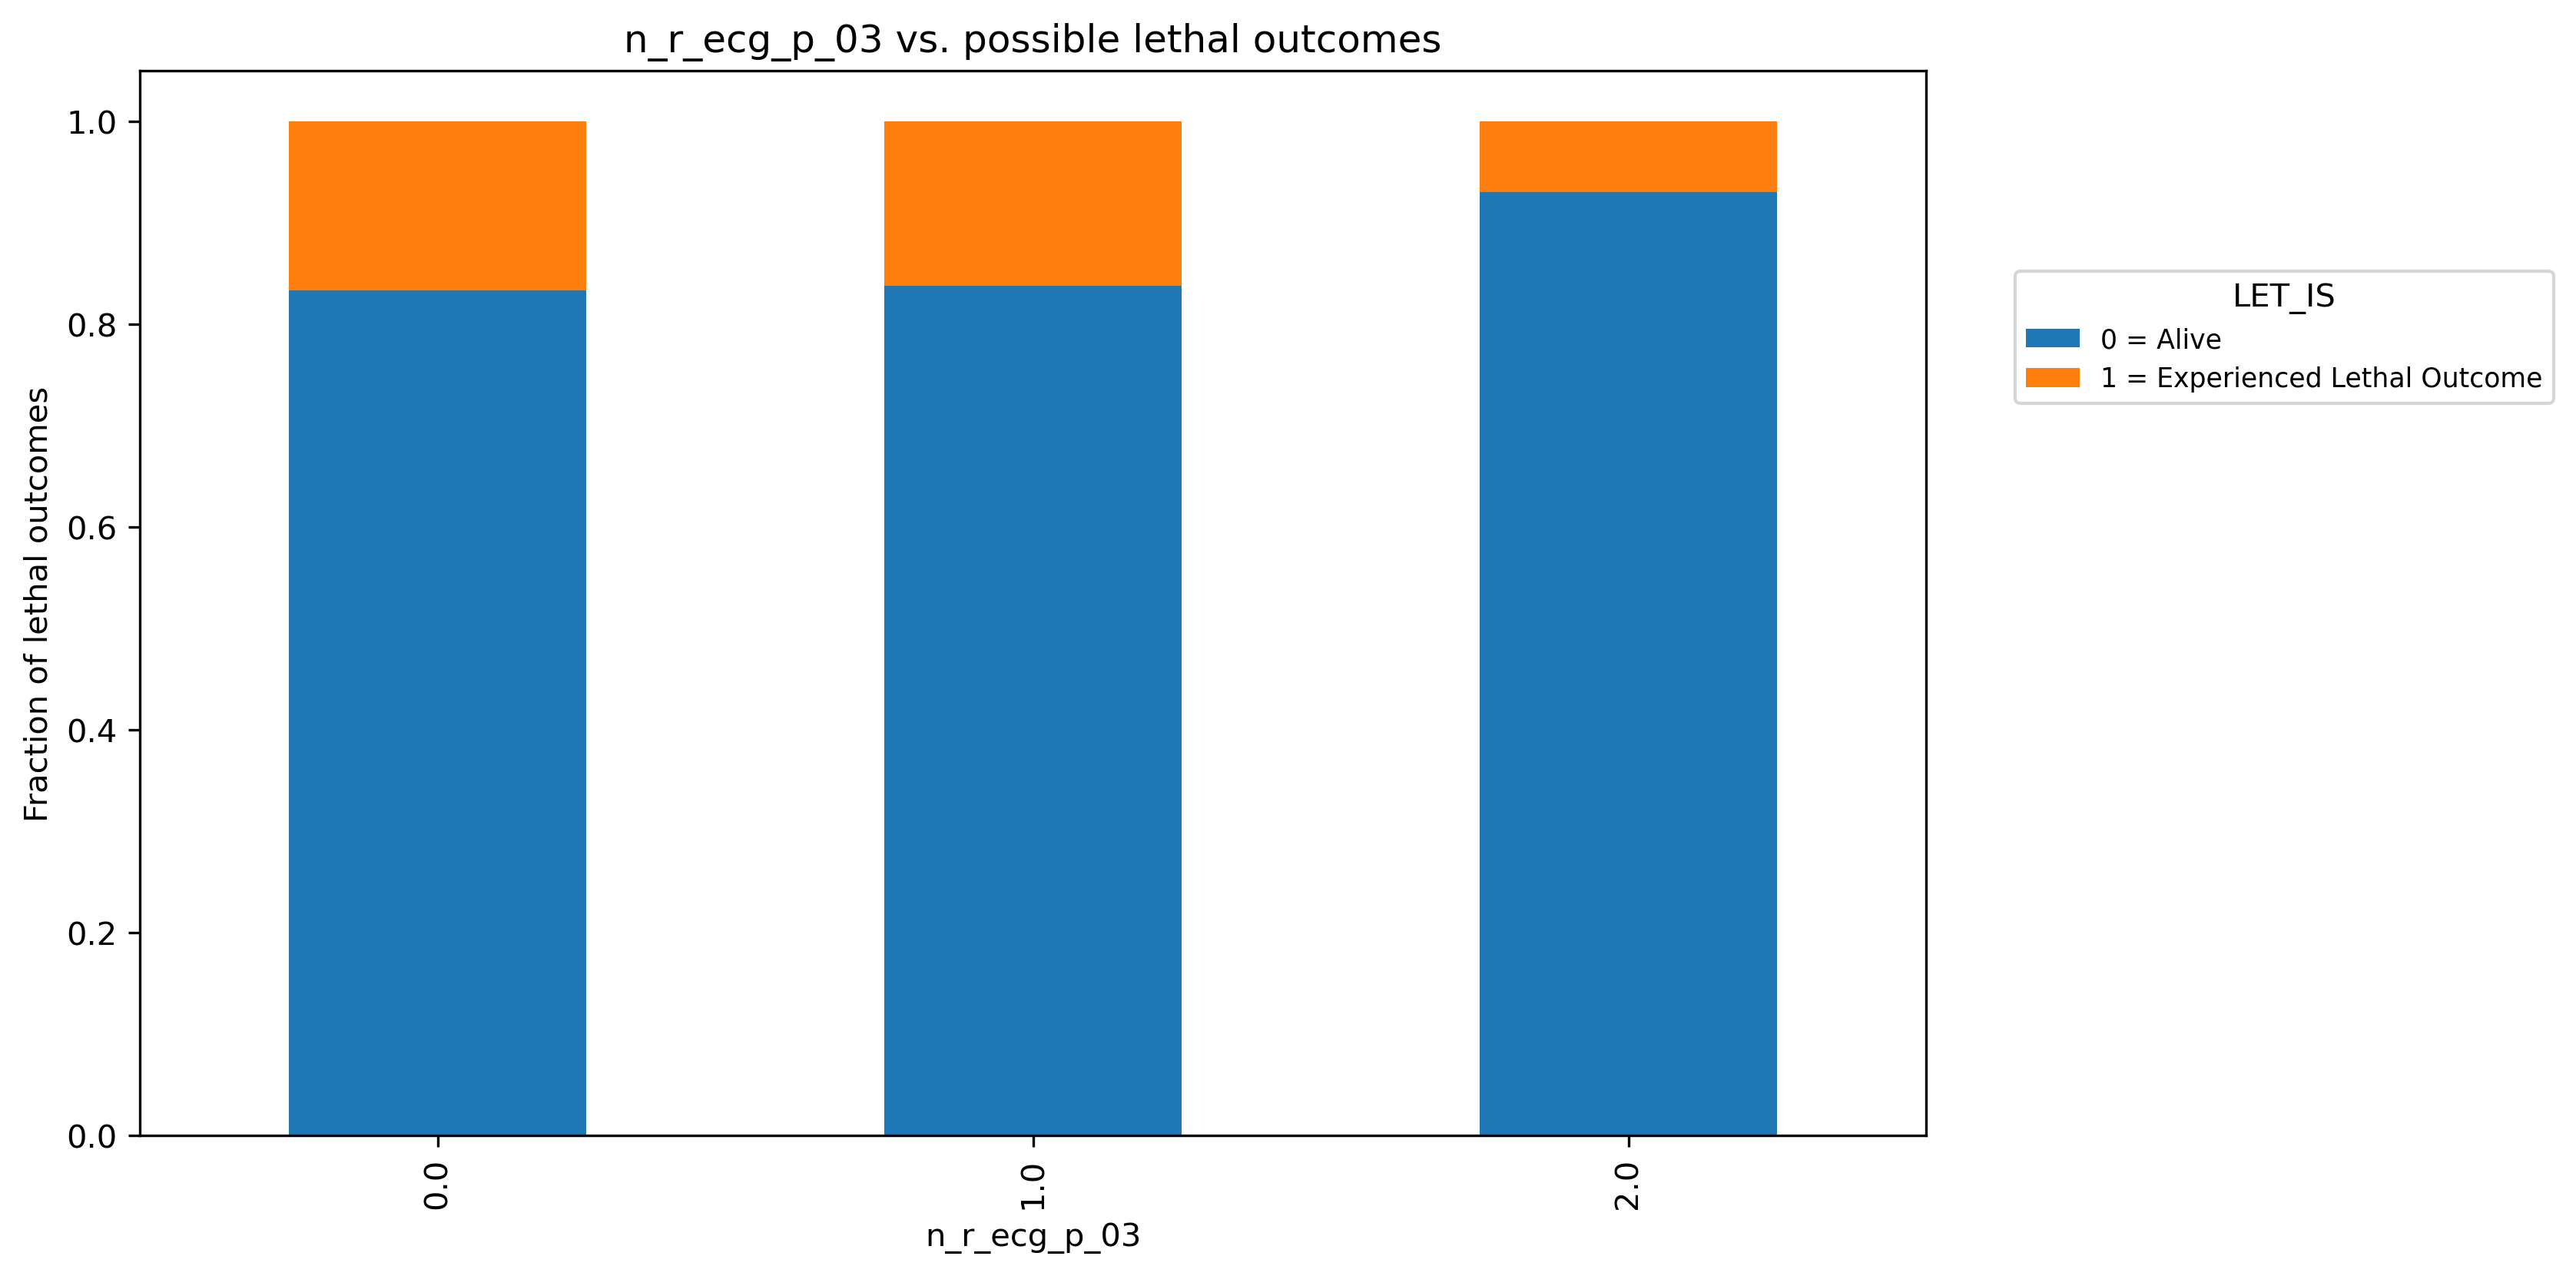 n_r_ecg_p_03 vs. possible lethal outcomes
Fraction of lethal outcomes
1.0
0.8
0.6
0.4
0.2
0.0
0.0
1.0
2.0
n_r_ecg_p_03
LET_IS
0 = Alive
1 = Experienced Lethal Outcome